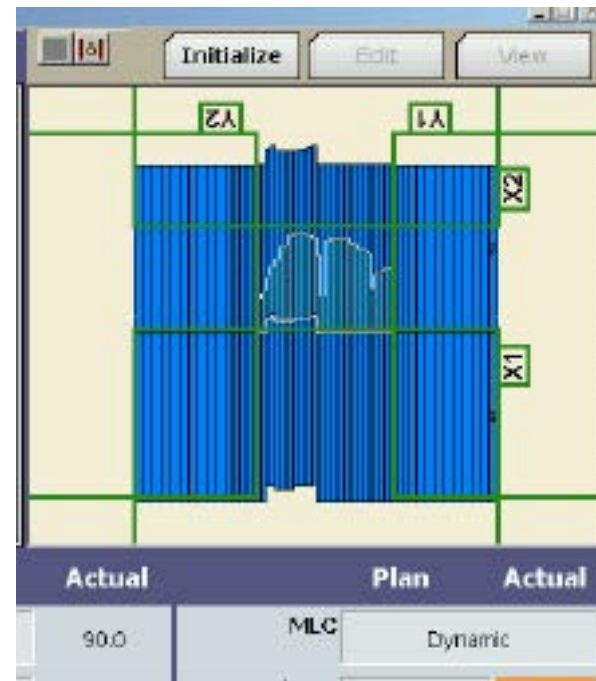 Initialize Edit View
Y2 Y1
X2
X1
Actual Plan Actual
90.0 MLC Dynamic